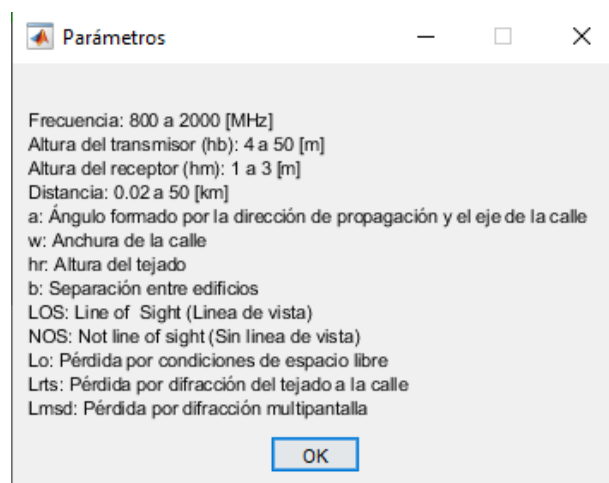 Parámetros
Frecuencia: 800 a 2000 [MHz]
Altura del transmisor (hb): 4 a 50 [m]
Altura del receptor (hm): 1 a 3 [m]
Distancia: 0.02 a 50 [km]
a: Ángulo formado por la dirección de propagación y el eje de la calle
w: Anchura de la calle
hr: Altura del tejado
b: Separación entre edificios
LOS: Line of Sight (Linea de vista)
NOS: Not line of sight (Sin linea de vista)
Lo: Pérdida por condiciones de espacio libre
Lrts: Pérdida por difracción del tejado a la calle
Lmsd: Pérdida por difracción multipantalla
OK